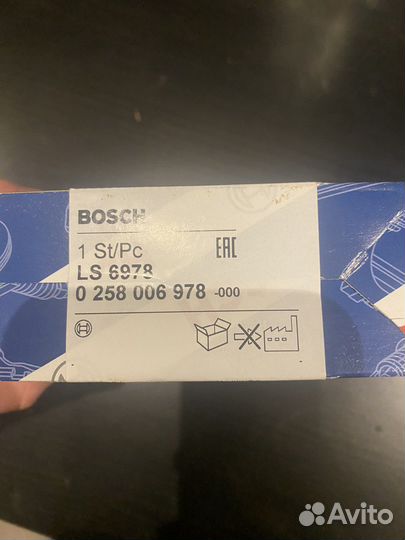 BOSCH
1 St/Pc
EAC
LS 6978
0 258 006 978 -000
Avito